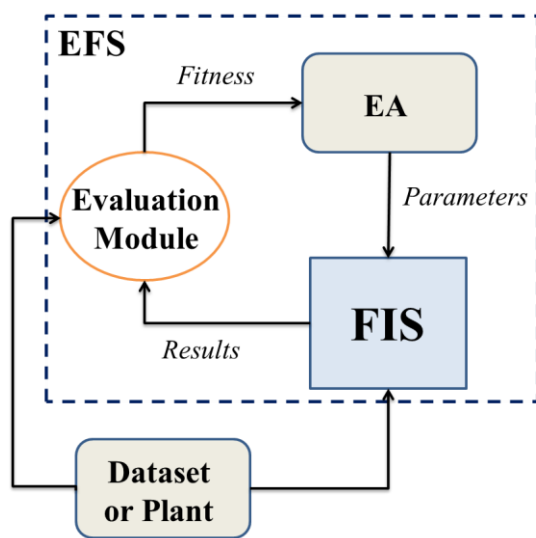 EFS
Fitness
EA
Evaluation
Module
Parameters
FIS
Results
Dataset
or Plant